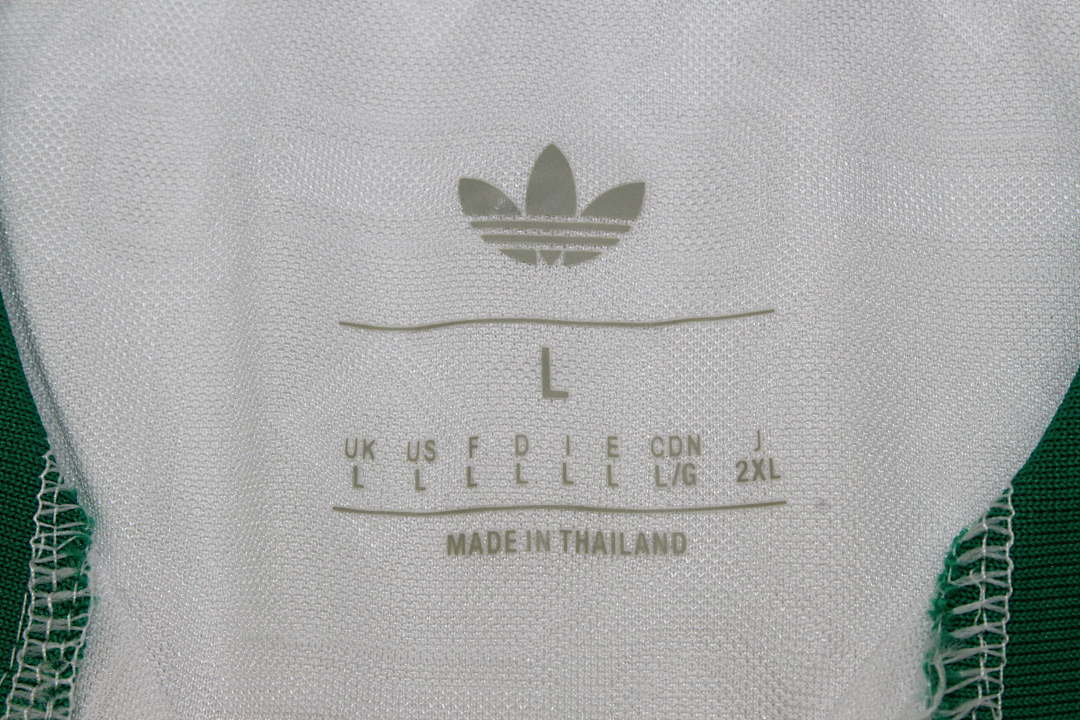 L
UK US F D I E CDN J
L L L L L L L/G 2XL
MADE IN THAILAND